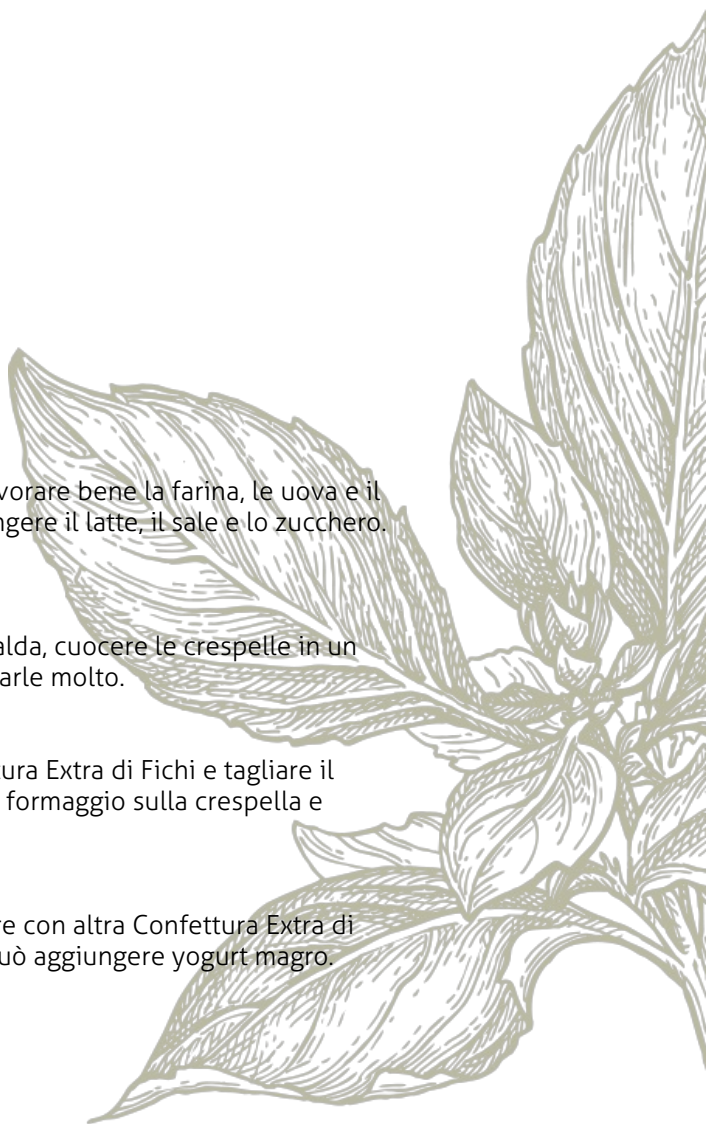 vorare bene la farina, le uova e il
ngere il latte, il sale e lo zucchero.
alda, cuocere le crespelle in un
arle molto.
tura Extra di Fichi e tagliare il
formaggio sulla crespella e
re con altra Confettura Extra di
può aggiungere yogurt magro.